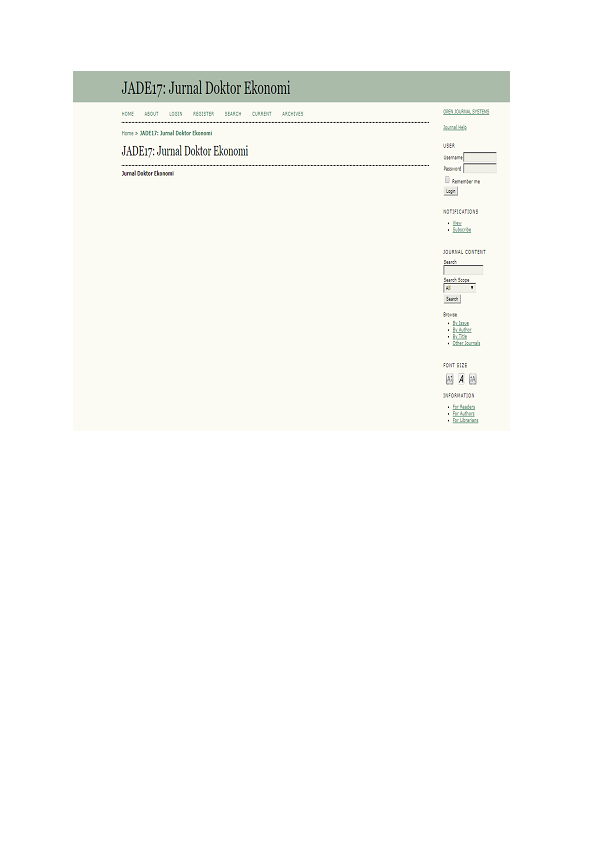 JADE17: Jurnal Doktor Ekonomi
HOME ABOUT LOGIN REGISTER SEARCH CURRENT ARCHIVES
Home > JADE17: Jurnal Doktor Ekonomi
JADE17: Jurnal Doktor Ekonomi
Jurnal Doktor Ekonomi
OPEN JOURNAL SYSTEMS
Journal Help
USER
Username
Password
Remember me
Login
NOTIFICATIONS
View
Subscribe
JOURNAL CONTENT
Search
Search Scope
All
Search
Browse
By Issue
By Author
By Title
Other Journals
FONT SIZE
A A A
INFORMATION
For Readers
For Authors
For Librarians